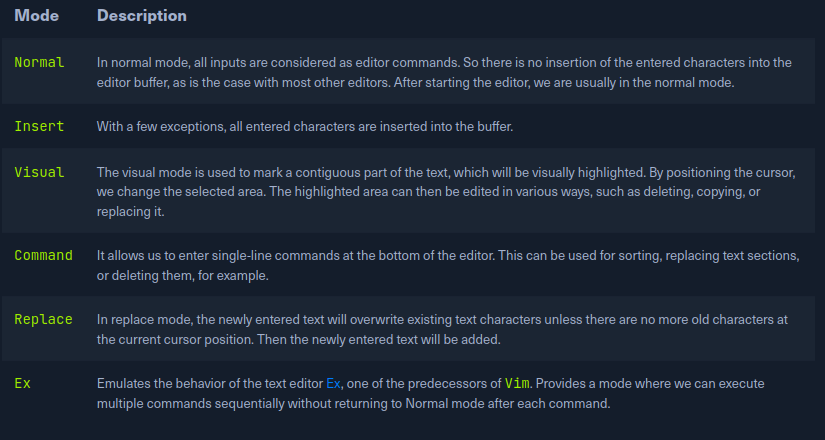 Mode Description
Normal In normal mode, all inputs are considered as editor commands. So there is no insertion of the entered characters into the
editor buffer, as is the case with most other editors. After starting the editor, we are usually in the normal mode.
Insert With a few exceptions, all entered characters are inserted into the buffer.
Visual The visual mode is used to mark a contiguous part of the text, which will be visually highlighted. By positioning the cursor,
we change the selected area. The highlighted area can then be edited in various ways, such as deleting, copying, or
replacing it.
Command It allows us to enter single-line commands at the bottom of the editor. This can be used for sorting, replacing text sections,
or deleting them, for example.
Replace In replace mode, the newly entered text will overwrite existing text characters unless there are no more old characters at
the current cursor position. Then the newly entered text will be added.
Ex Emulates the behavior of the text editor Ex, one of the predecessors of Vim. Provides a mode where we can execute
multiple commands sequentially without returning to Normal mode after each command.